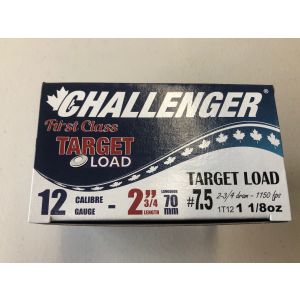 CHALLENGER®
First Class
TARGET
LOAD
TARGET LOAD
12 CALIBRE GAUGE - 2 3/4" LENGTH LONGUEUR 70 mm #7.5
2-3/4 dram - 1150 fps
1T12 1 1/8oz